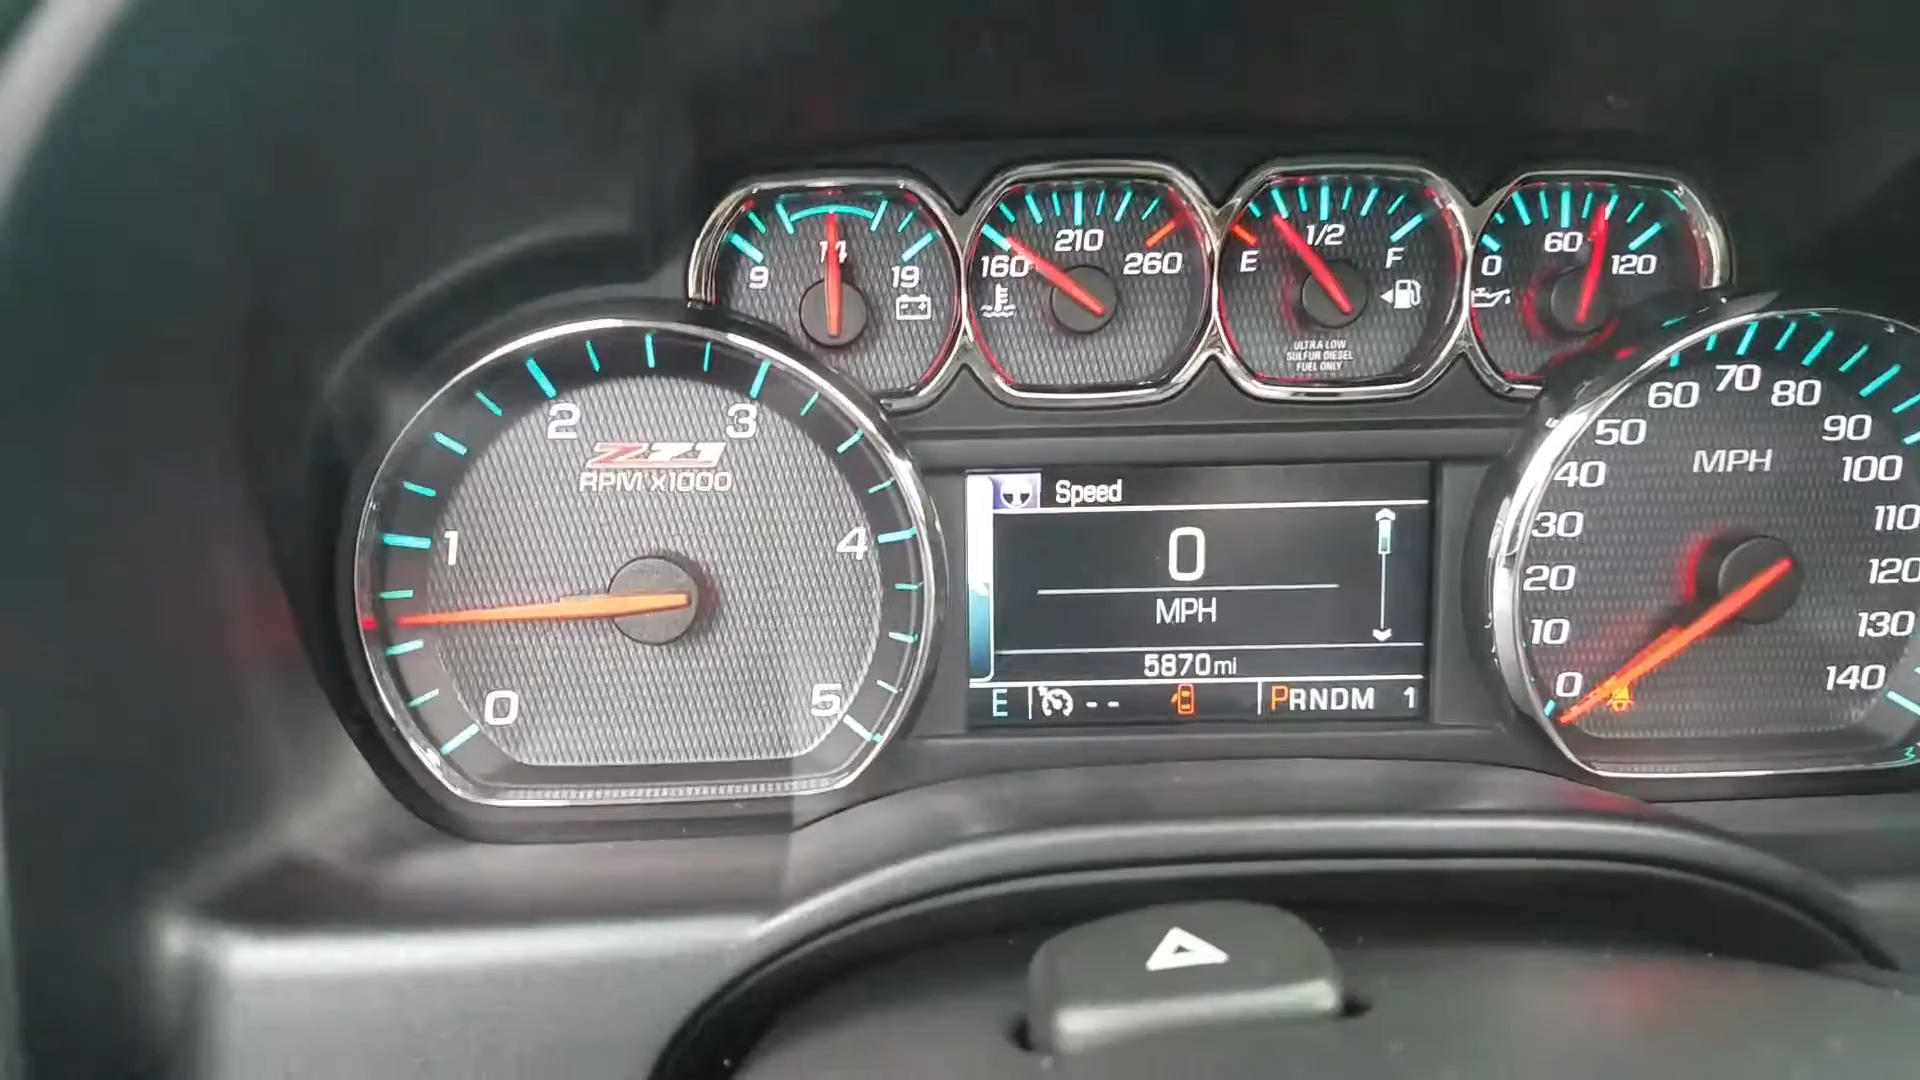 9 14 19
160 210 260
E 1/2 F
ULTRA LOW
SULFUR DIESEL
FUEL ONLY
0 60 120
0 1 2 3 4 5
Z71
RPM x1000
Speed
0
MPH
5870 mi
E -- PRNDM 1
MPH
0 10 20 30 40 50 60 70 80 90 100 110 120 130 140